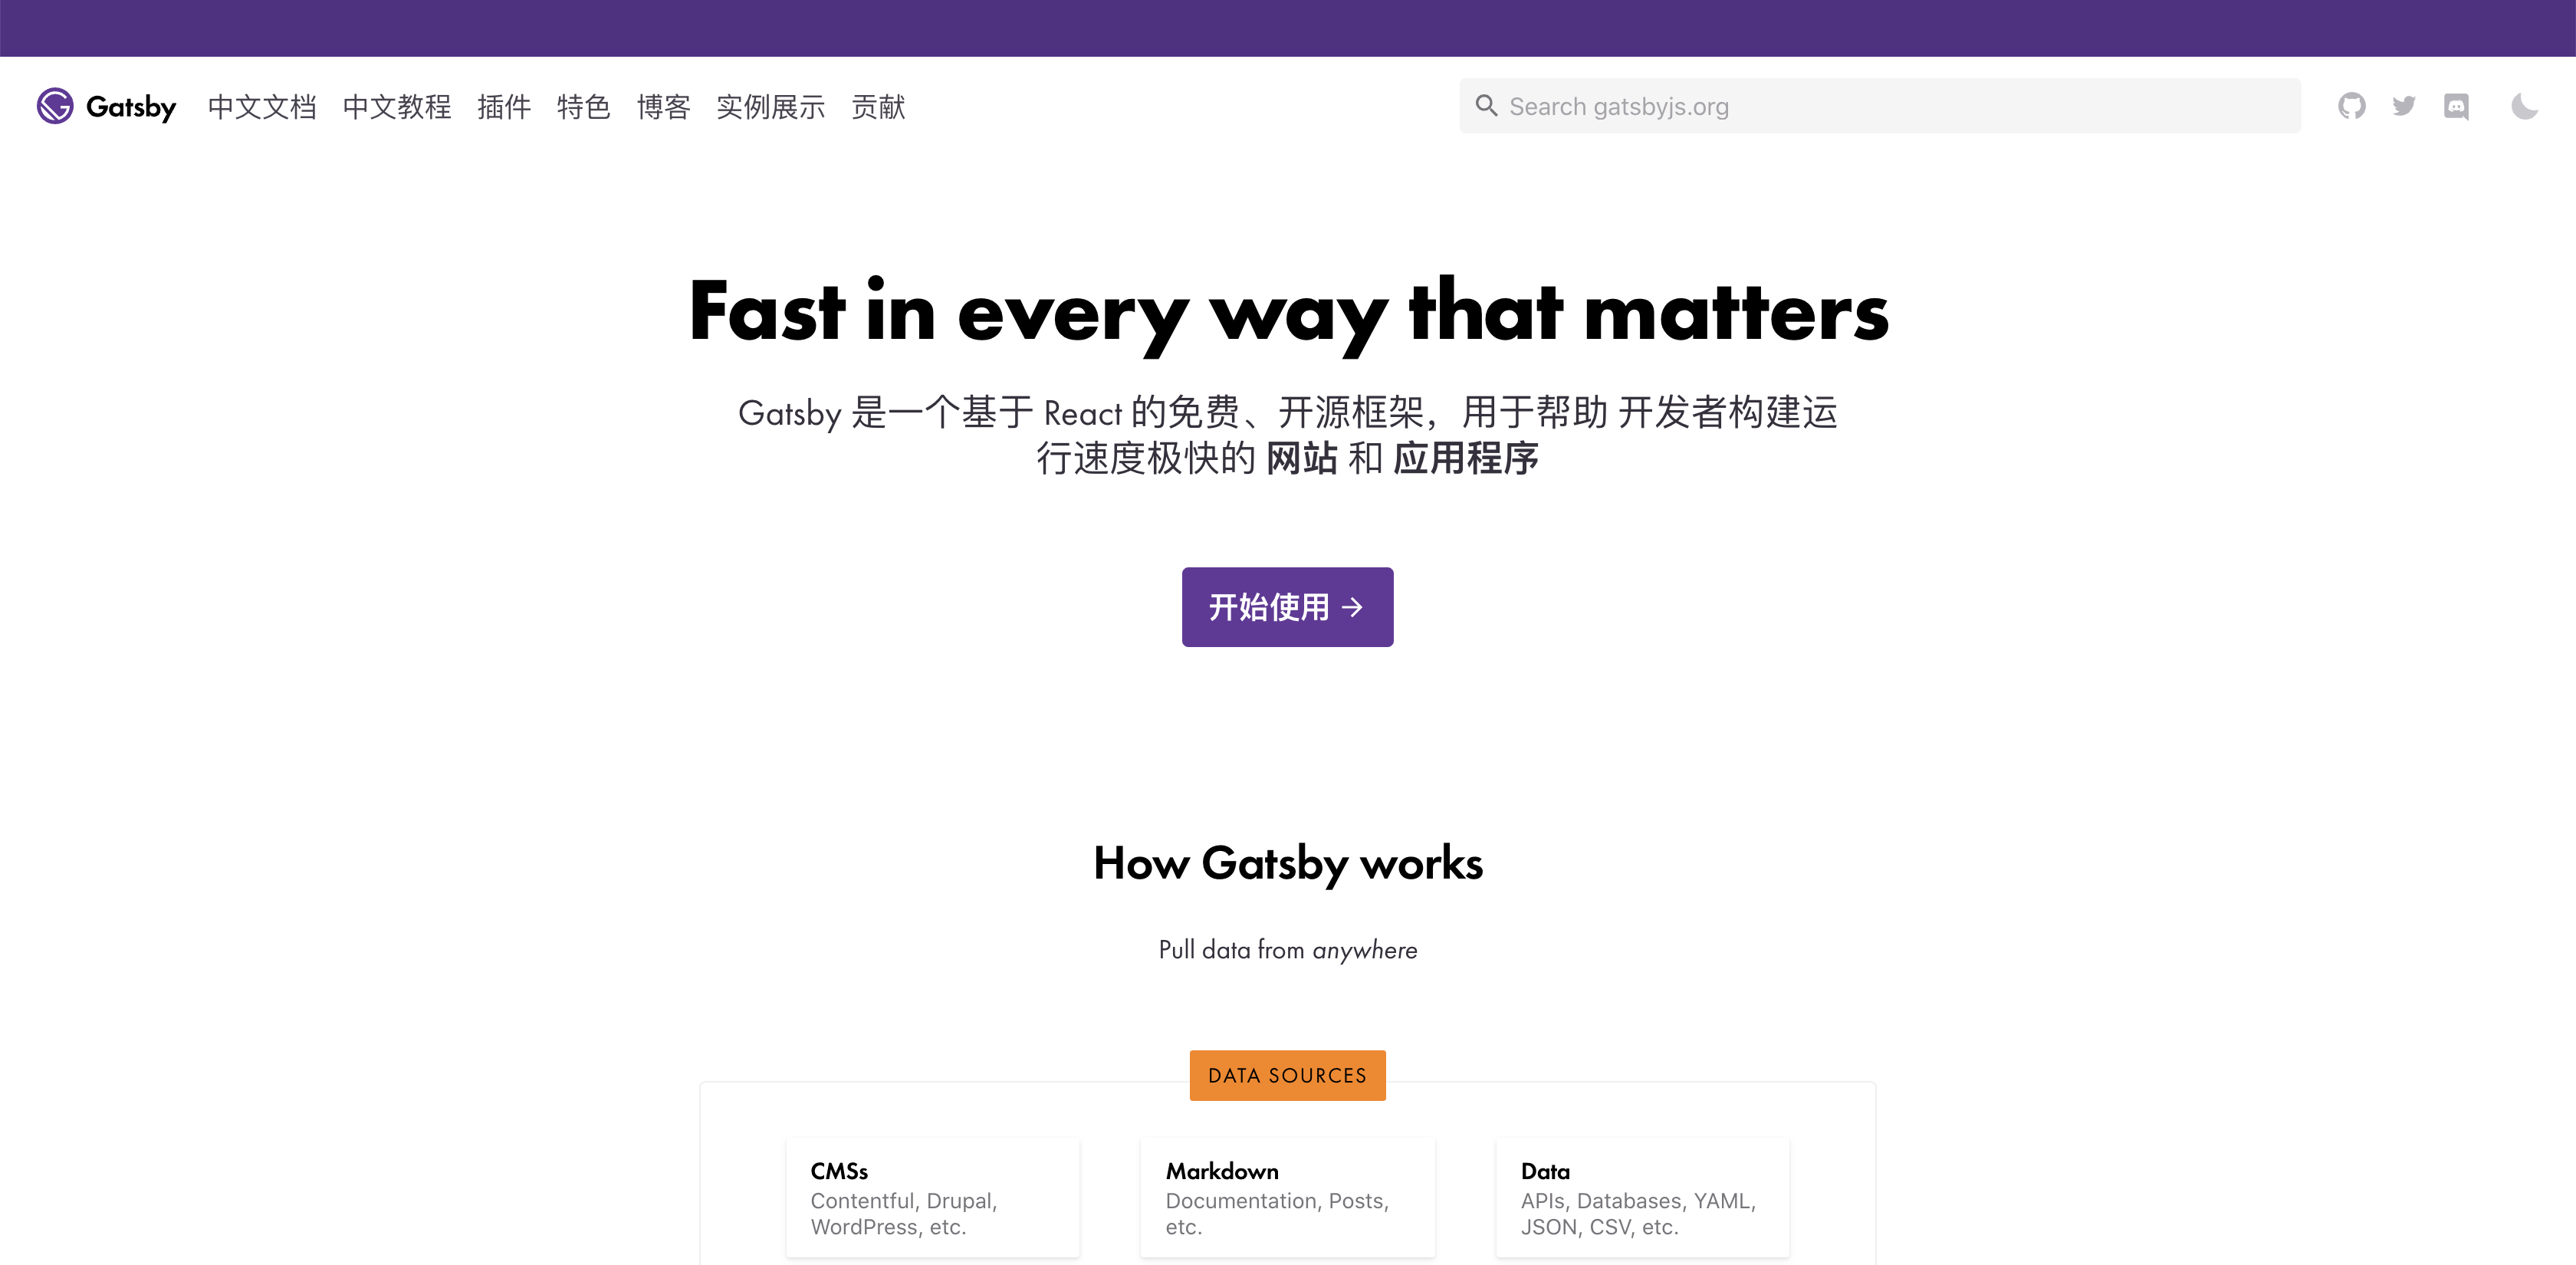 Gatsby 中文文档 中文教程 插件 特色 博客 实例展示 贡献 Search gatsbyjs.org
Fast in every way that matters
Gatsby 是一个基于 React 的免费、开源框架，用于帮助 开发者构建运
行速度极快的 网站 和 应用程序
开始使用 →
How Gatsby works
Pull data from anywhere
DATA SOURCES
CMSs
Contentful, Drupal,
WordPress, etc.
Markdown
Documentation, Posts,
etc.
Data
APIs, Databases, YAML,
JSON, CSV, etc.